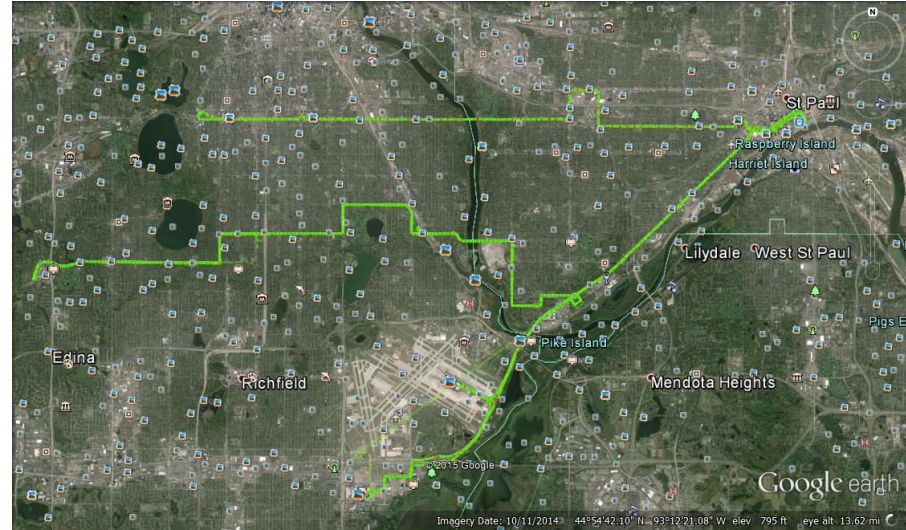 N
St Paul
Raspberry Island
Harriet Island
Lilydale
West St Paul
Pigs E
Pike Island
Edina
Richfield
Mendota Heights
© 2015 Google
Google earth
Imagery Date: 10/11/2014 44°54'42.10" N 93°12'21.08" W elev 795 ft eye alt 13.62 mi